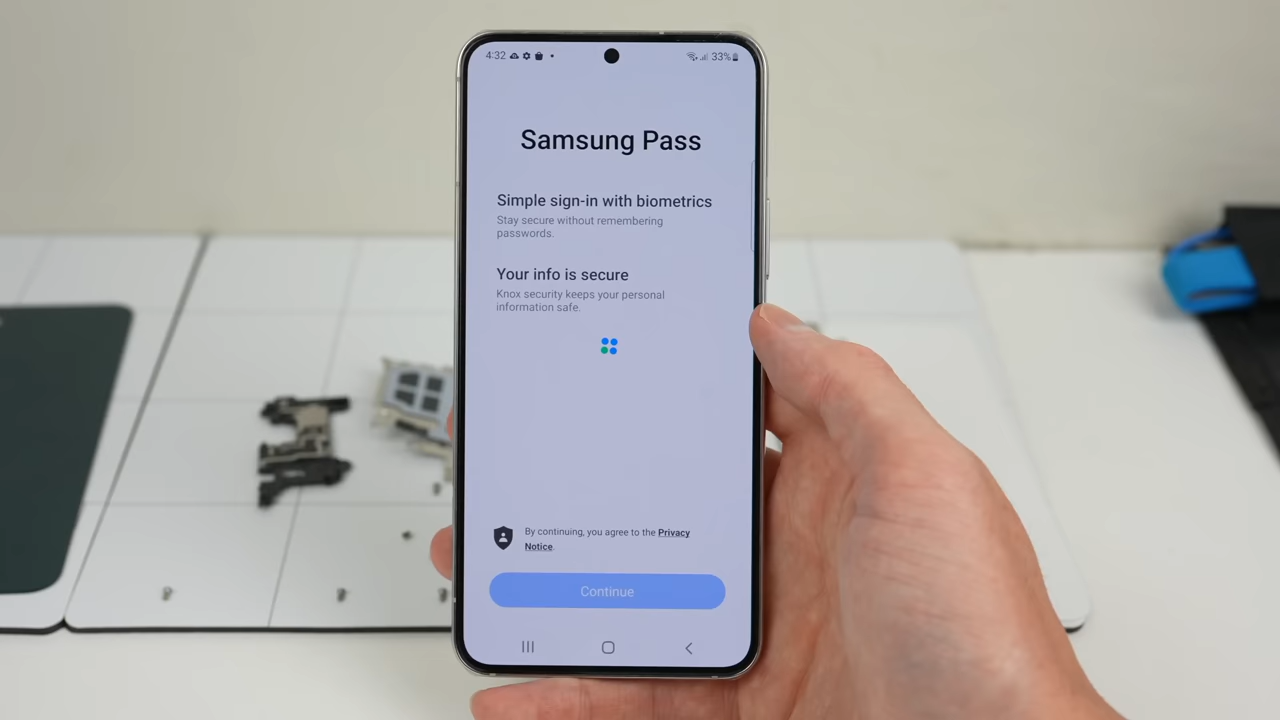 4:32
33%
Samsung Pass
Simple sign-in with biometrics
Stay secure without remembering
passwords.
Your info is secure
Knox security keeps your personal
information safe.
By continuing, you agree to the Privacy
Notice.
Continue